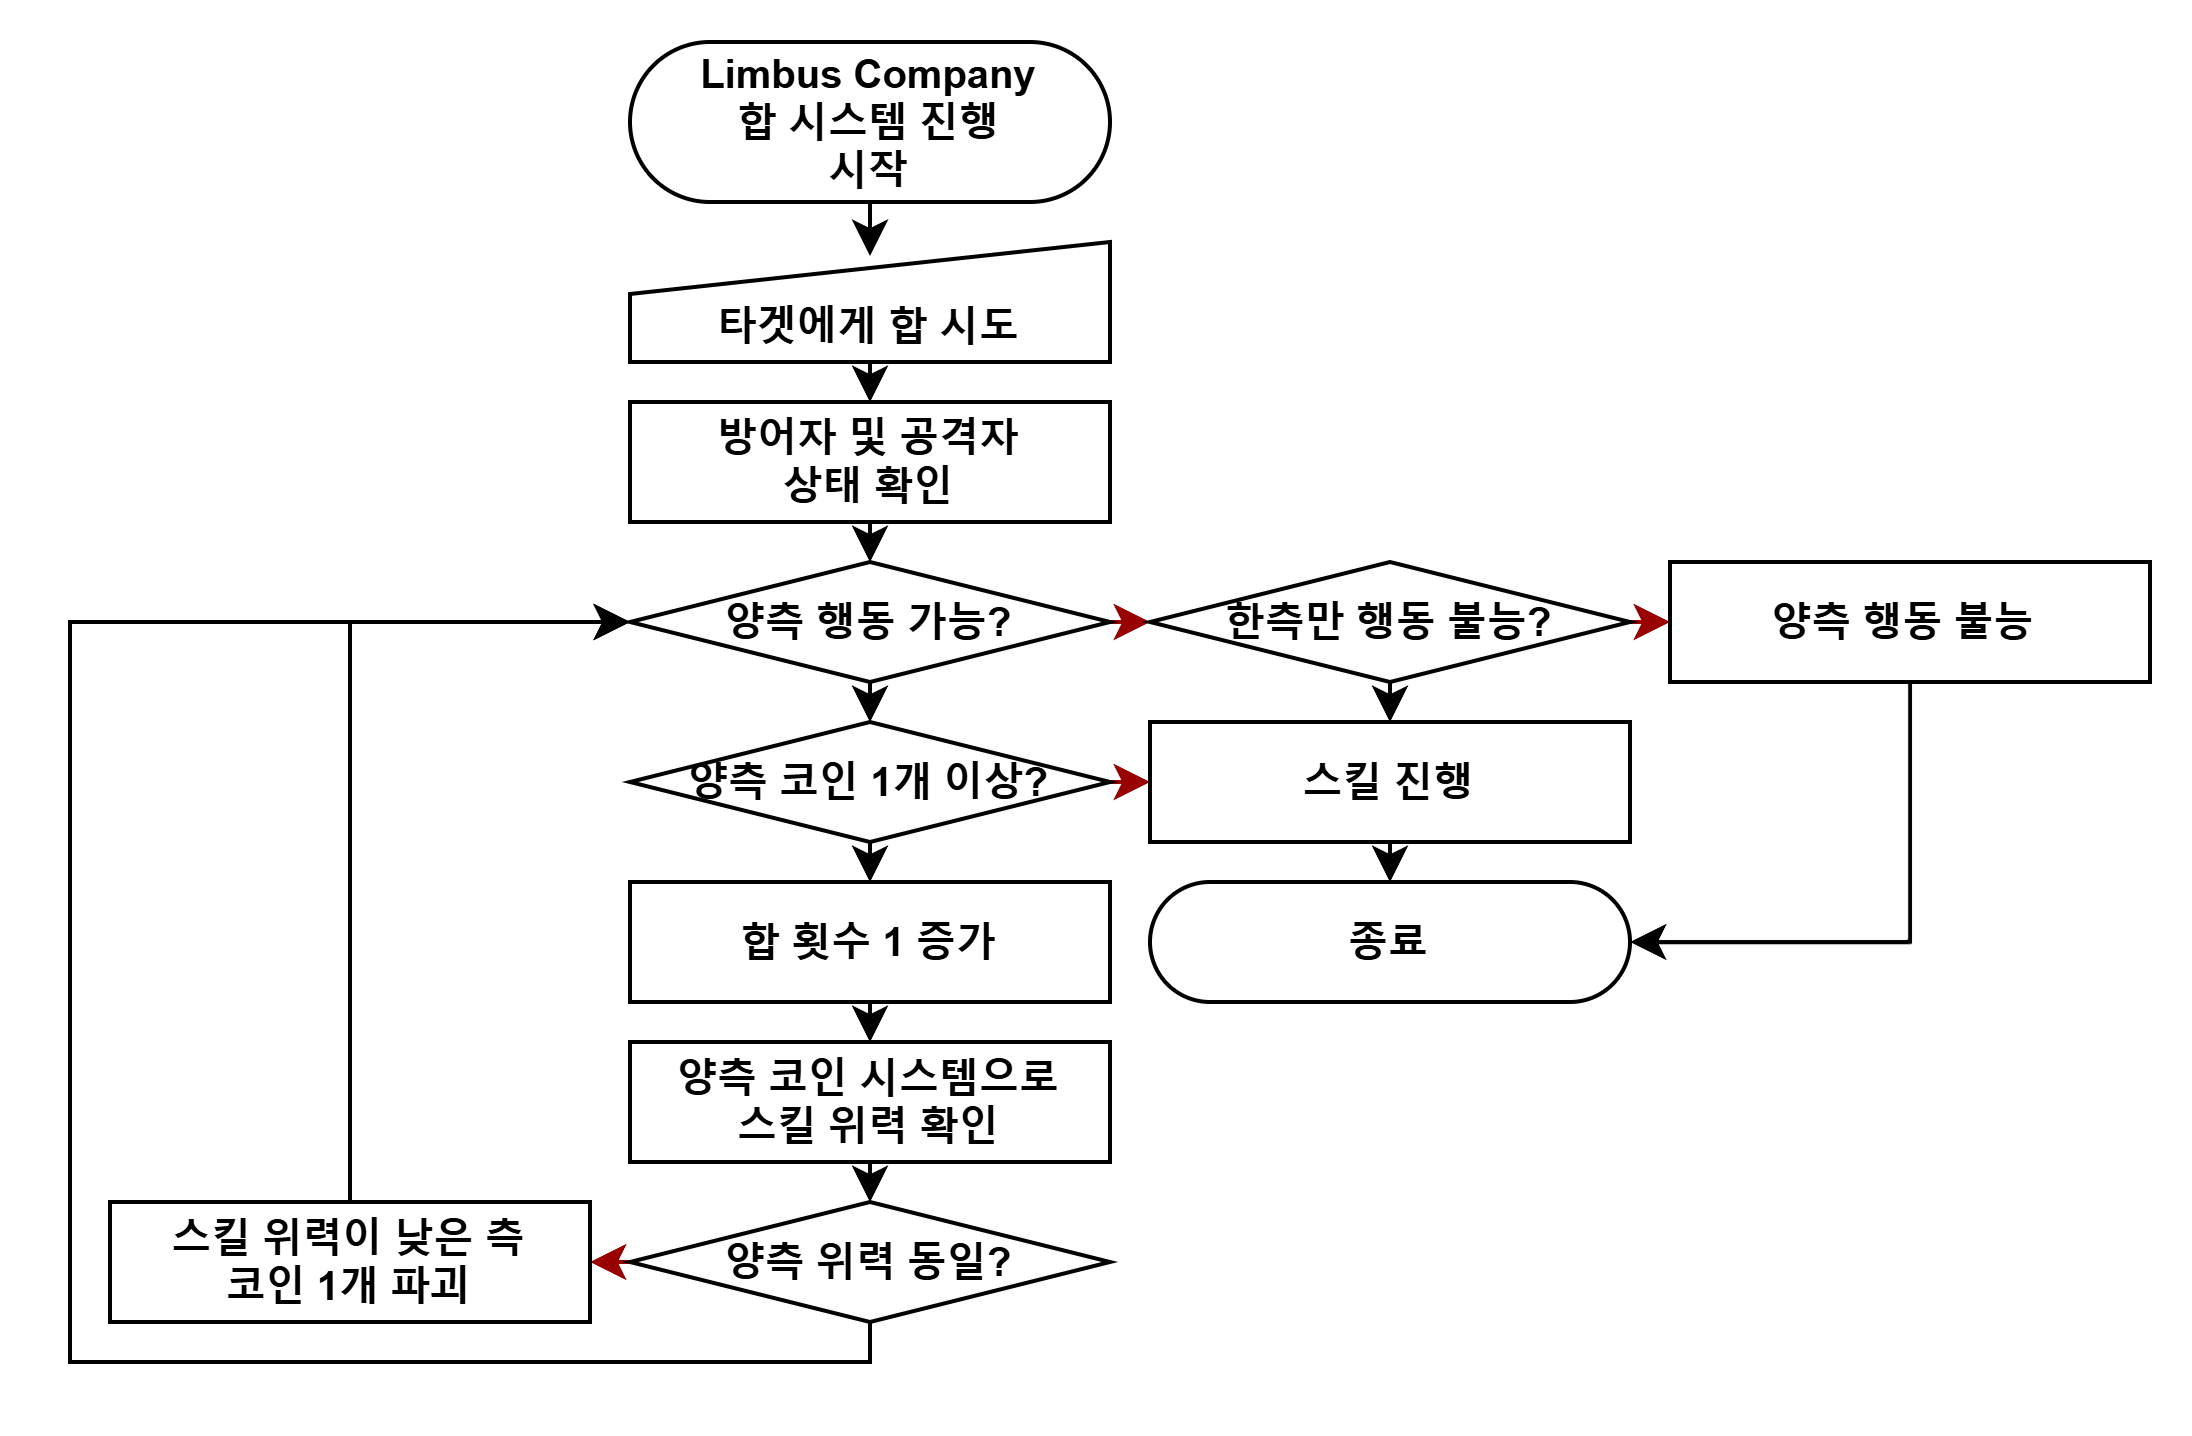 Limbus Company
합 시스템 진행
시작
타겟에게 합 시도
방어자 및 공격자
상태 확인
양측 행동 가능?
한측만 행동 불능?
양측 행동 불능
양측 코인 1개 이상?
스킬 진행
합 횟수 1 증가
종료
양측 코인 시스템으로
스킬 위력 확인
스킬 위력이 낮은 측
코인 1개 파괴
양측 위력 동일?